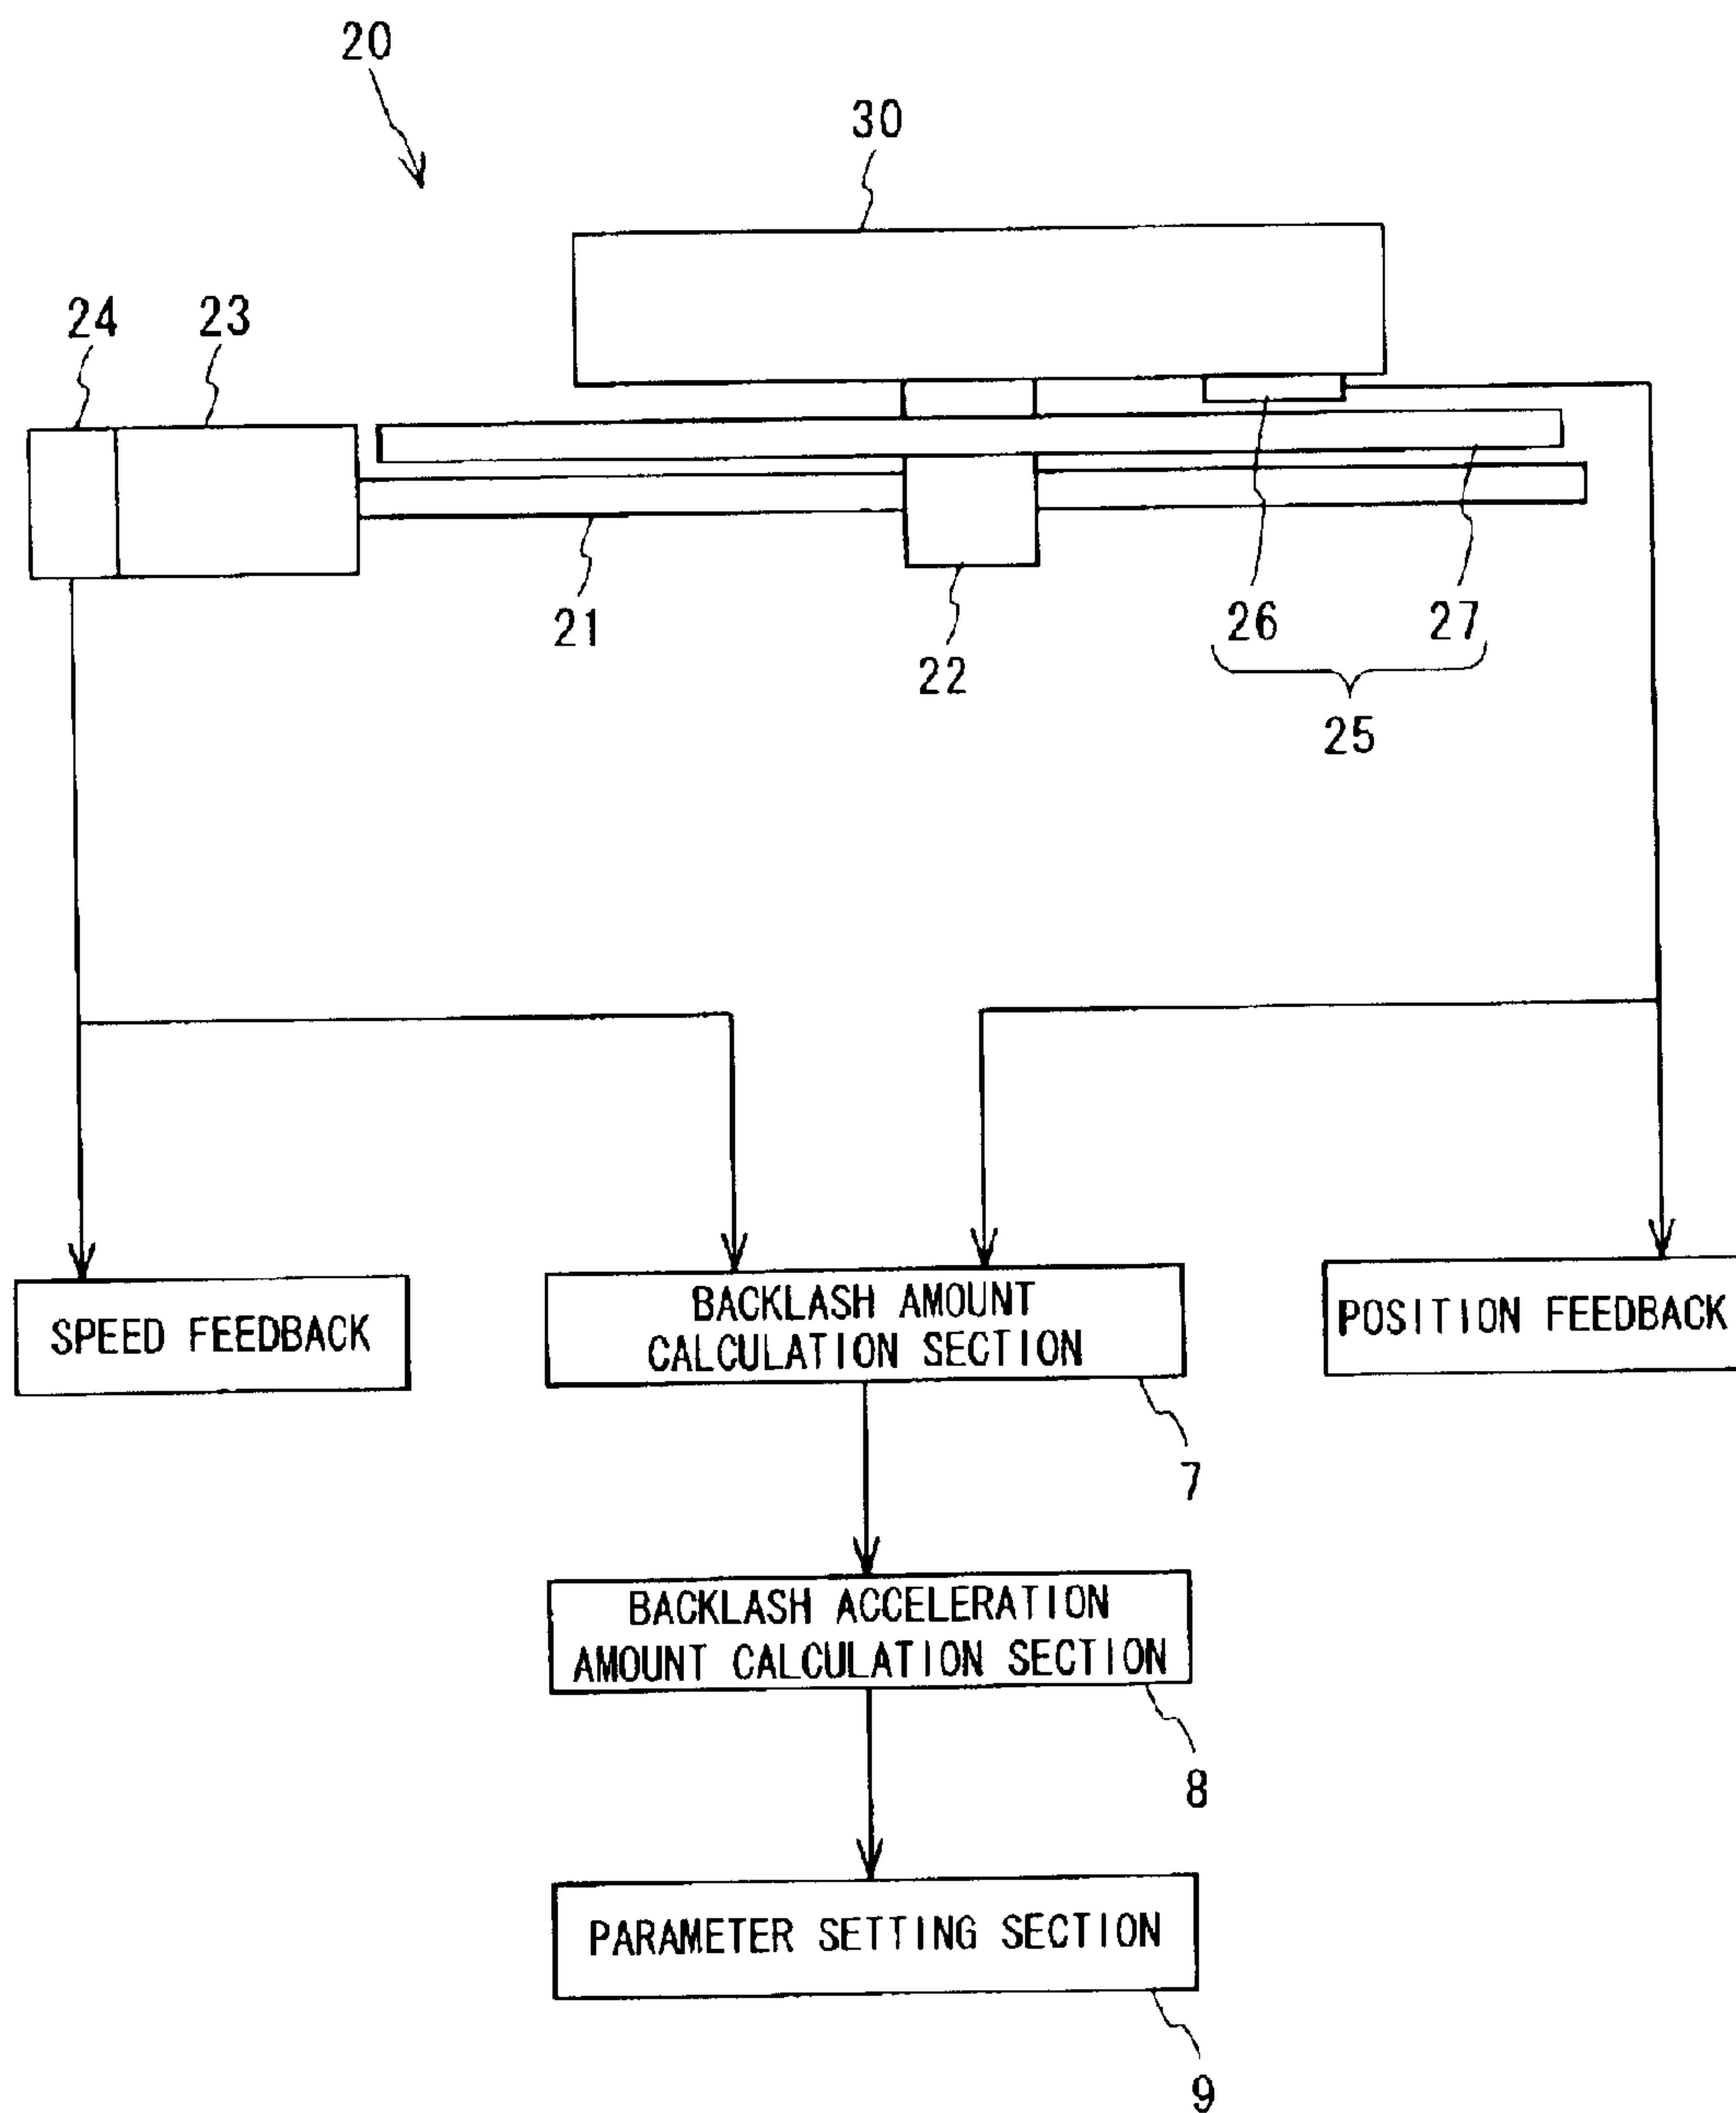 20
30
24
23
21
22
26
27
25
SPEED FEEDBACK
BACKLASH AMOUNT
CALCULATION SECTION
POSITION FEEDBACK
7
BACKLASH ACCELERATION
AMOUNT CALCULATION SECTION
8
PARAMETER SETTING SECTION
9